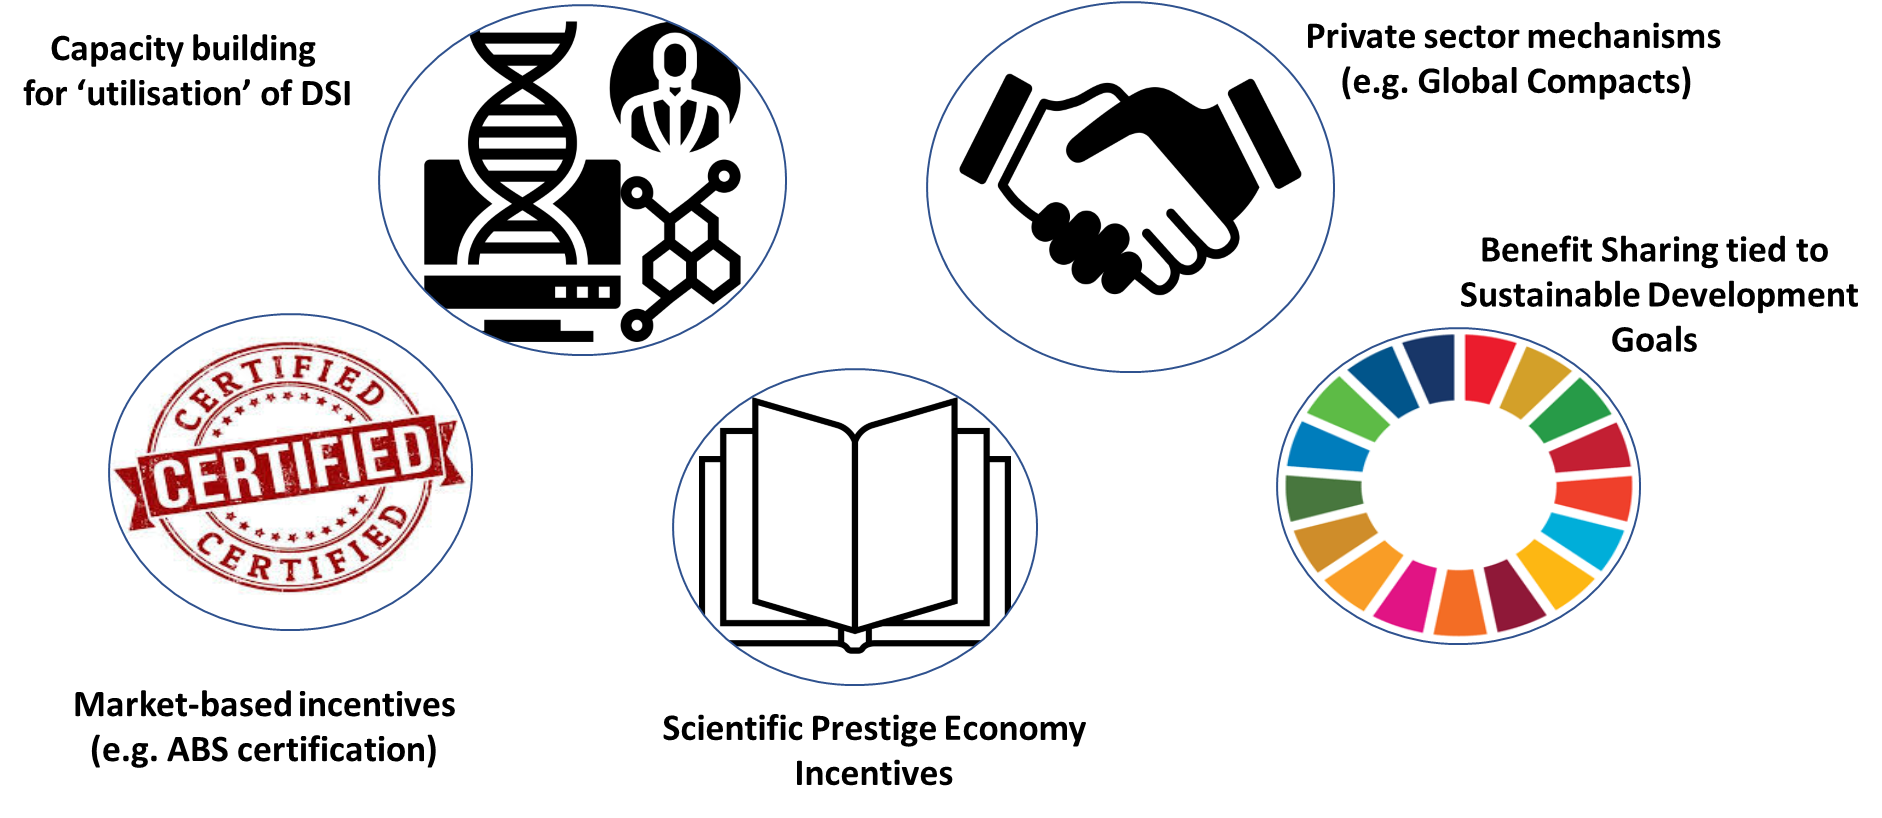 Capacity building
for ‘utilisation’ of DSI
Private sector mechanisms
(e.g. Global Compacts)
Benefit Sharing tied to
Sustainable Development
Goals
CERTIFIED
CERTIFIED
CERTIFIED
Market-based incentives
(e.g. ABS certification)
Scientific Prestige Economy
Incentives